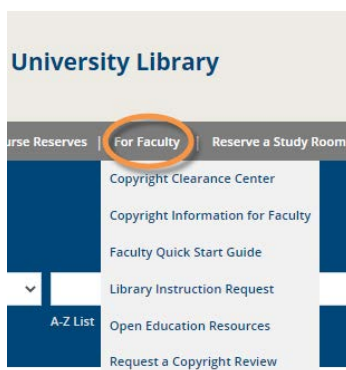 University Library
urse Reserves | For Faculty | Reserve a Study Room
Copyright Clearance Center
Copyright Information for Faculty
Faculty Quick Start Guide
Library Instruction Request
A-Z List
Open Education Resources
Request a Copyright Review